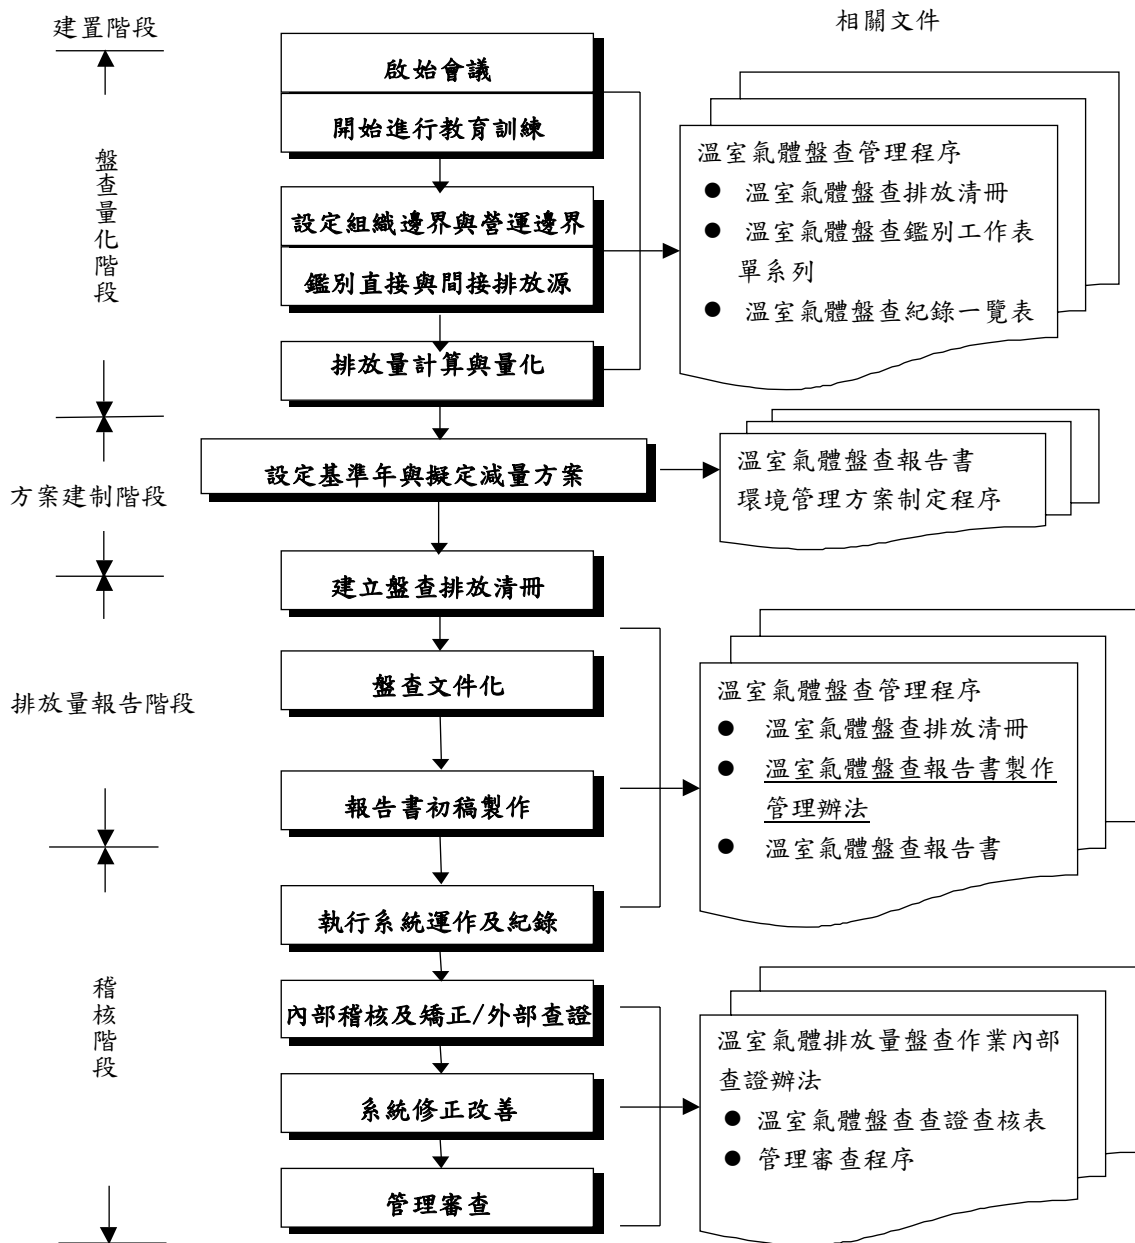 建置階段
相關文件
啟始會議
開始進行教育訓練
盤查量化階段
設定組織邊界與營運邊界
鑑別直接與間接排放源
排放量計算與量化
溫室氣體盤查管理程序
● 溫室氣體盤查排放清冊
● 溫室氣體盤查鑑別工作表
單系列
● 溫室氣體盤查紀錄一覽表
方案建制階段
設定基準年與擬定減量方案
溫室氣體盤查報告書
環境管理方案制定程序
排放量報告階段
建立盤查排放清冊
盤查文件化
報告書初稿製作
執行系統運作及紀錄
溫室氣體盤查管理程序
● 溫室氣體盤查排放清冊
● 溫室氣體盤查報告書製作
管理辦法
● 溫室氣體盤查報告書
稽核階段
內部稽核及矯正/外部查證
系統修正改善
管理審查
溫室氣體排放量盤查作業內部
查證辦法
● 溫室氣體盤查查證查核表
● 管理審查程序